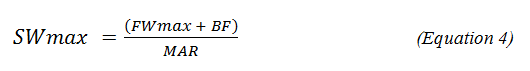 SWmax = (FWmax + BF) / MAR (Equation 4)